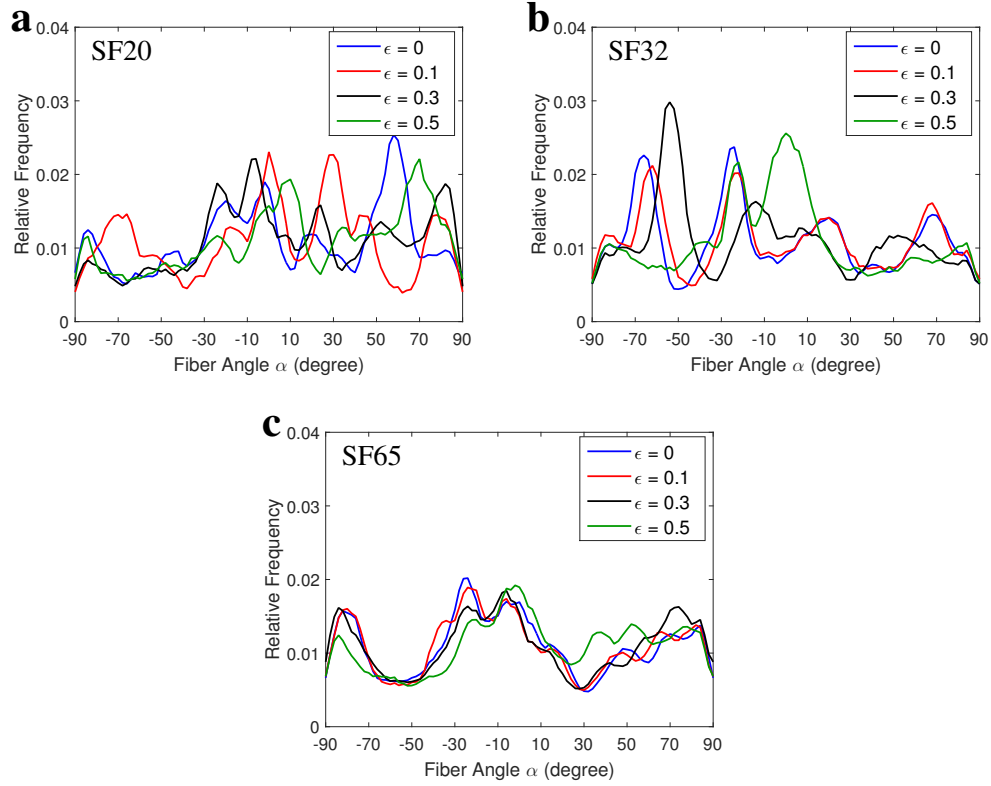 a
SF20
ϵ = 0
ϵ = 0.1
ϵ = 0.3
ϵ = 0.5
0.04
0.03
0.02
0.01
0
Relative Frequency
-90 -70 -50 -30 -10 10 30 50 70 90
Fiber Angle α (degree)
b
SF32
ϵ = 0
ϵ = 0.1
ϵ = 0.3
ϵ = 0.5
0.04
0.03
0.02
0.01
0
Relative Frequency
-90 -70 -50 -30 -10 10 30 50 70 90
Fiber Angle α (degree)
c
SF65
ϵ = 0
ϵ = 0.1
ϵ = 0.3
ϵ = 0.5
0.04
0.03
0.02
0.01
0
Relative Frequency
-90 -70 -50 -30 -10 10 30 50 70 90
Fiber Angle α (degree)